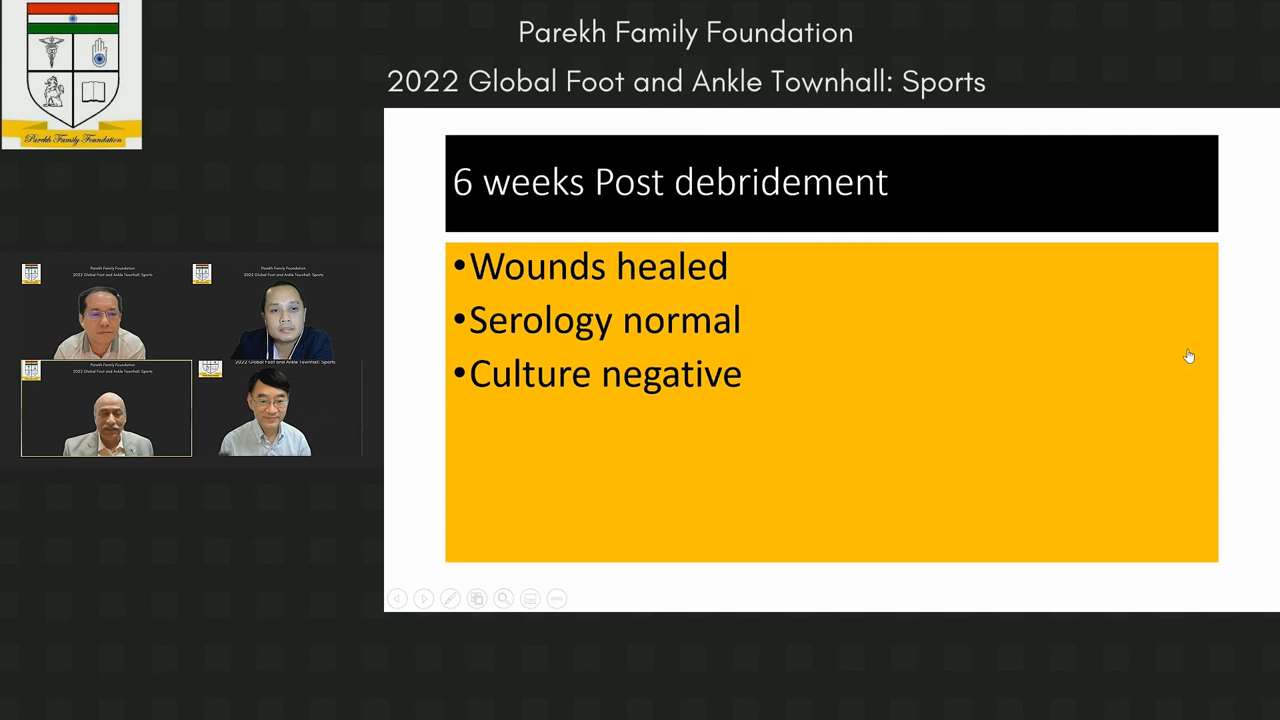 Parekh Family Foundation
2022 Global Foot and Ankle Townhall: Sports
Parekh Family Foundation
6 weeks Post debridement
•Wounds healed
•Serology normal
•Culture negative
Parekh Family Foundation
2022 Global Foot and Ankle Townhall: Sports
Parekh Family Foundation
2022 Global Foot and Ankle Townhall: Sports
Parekh Family Foundation
2022 Global Foot and Ankle Townhall: Sports
2022 Global Foot and Ankle Townhall: Sports